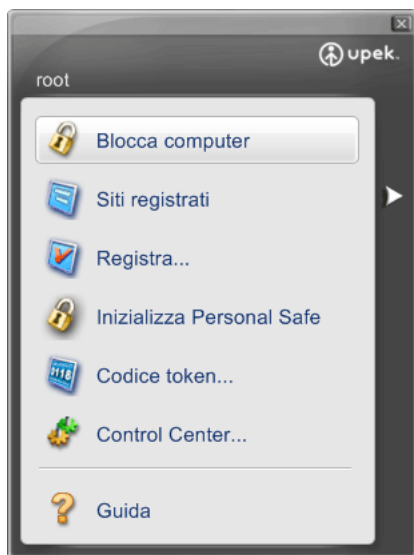 upek.
root
Blocca computer
Siti registrati
Registra...
Inizializza Personal Safe
Codice token...
Control Center...
Guida